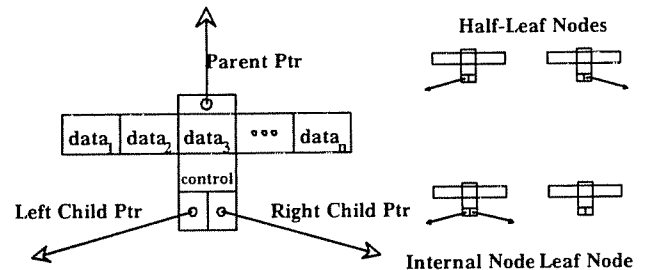 Half-Leaf Nodes
Parent Ptr
data1 data2 data3 °°° datan
control
Left Child Ptr
Right Child Ptr
Internal Node Leaf Node